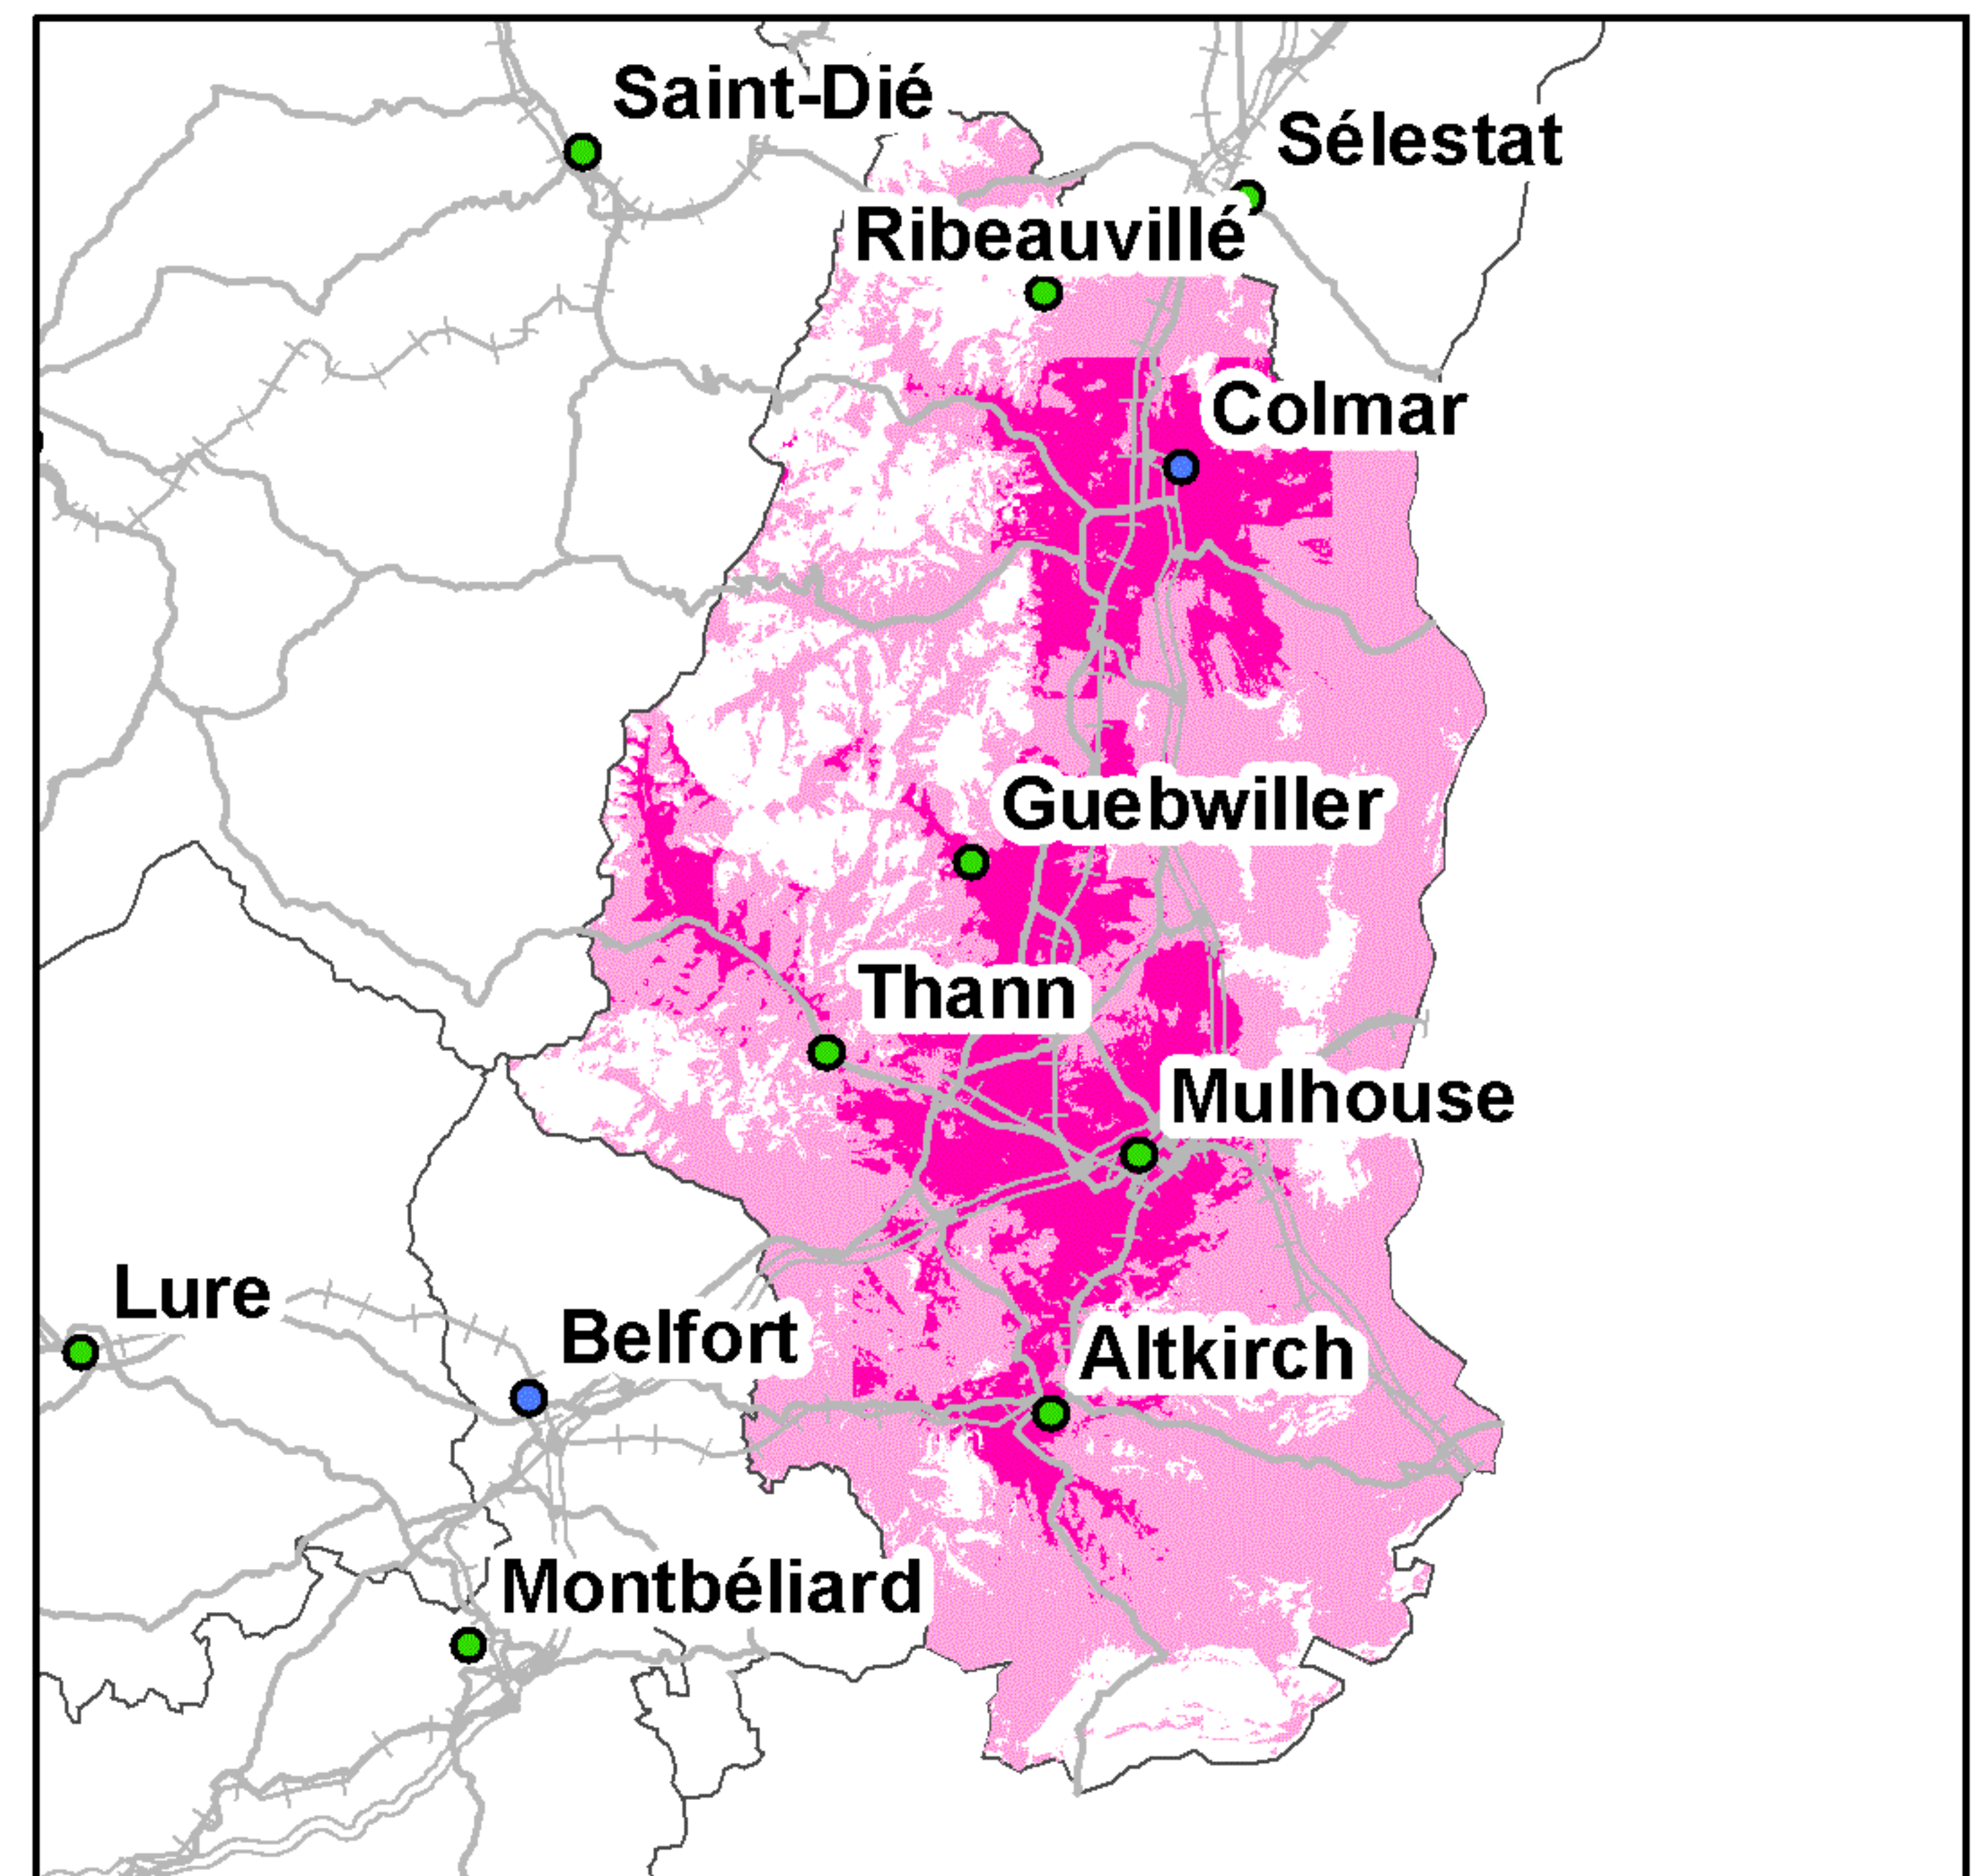 Saint-Dié
Sélestat
Ribeauvillé
Colmar
Guebwiller
Thann
Mulhouse
Lure
Belfort
Altkirch
Montbéliard